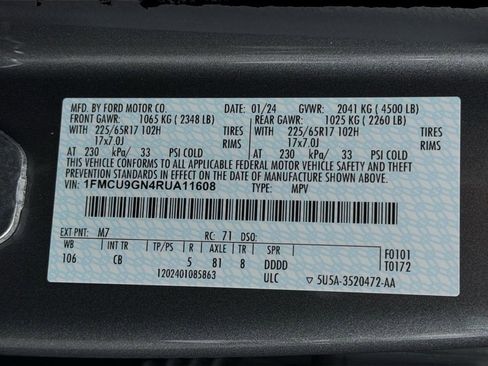 MFD. BY FORD MOTOR CO. 01/24 GVWR: 2041 KG ( 4500 LB)
FRONT GAWR: 1065 KG ( 2348 LB) REAR GAWR: 1025 KG ( 2260 LB)
WITH 225/65R17 102H TIRES WITH 225/65R17 102H TIRES
17x7.0J RIMS 17x7.0J RIMS
AT 230 kPa/ 33 PSI COLD AT 230 kPa/ 33 PSI COLD
THIS VEHICLE CONFORMS TO ALL APPLICABLE FEDERAL MOTOR VEHICLE SAFETY AND THEFT
PREVENTION STANDARDS IN EFFECT ON THE DATE OF MANUFACTURE SHOWN ABOVE.
VIN: 1FMCU9GN4RUA11608 TYPE: MPV
EXT PNT: M7 RC: 71 DSO:
WB INT TR TP/PS R AXLE TR SPR F0101
106 CB 5 81 8 DDDD T0172
120240108S863 ULC ▽ 5U5A-3520472-AA